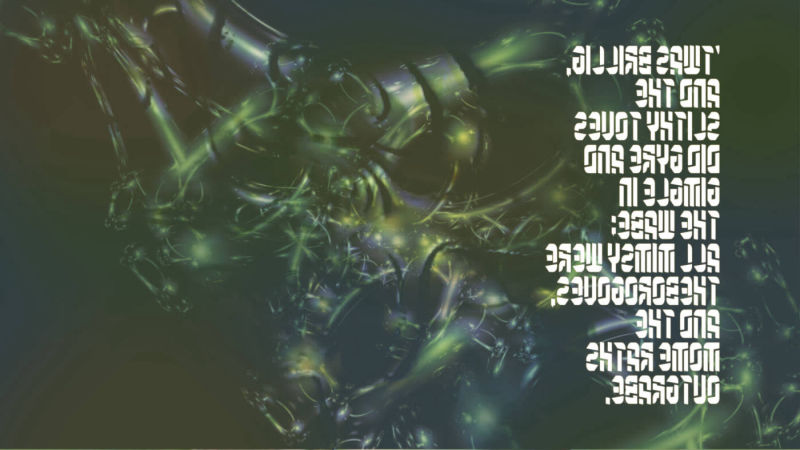 'TWAS BRILLIG,
AND THE
SLITHY TOVES
DID GYRE AND
GIMBLE IN
THE WABE:
ALL MIMSY WERE
THEBOROGOVES,
AND THE
MOME RATHS
OUTGRABE.